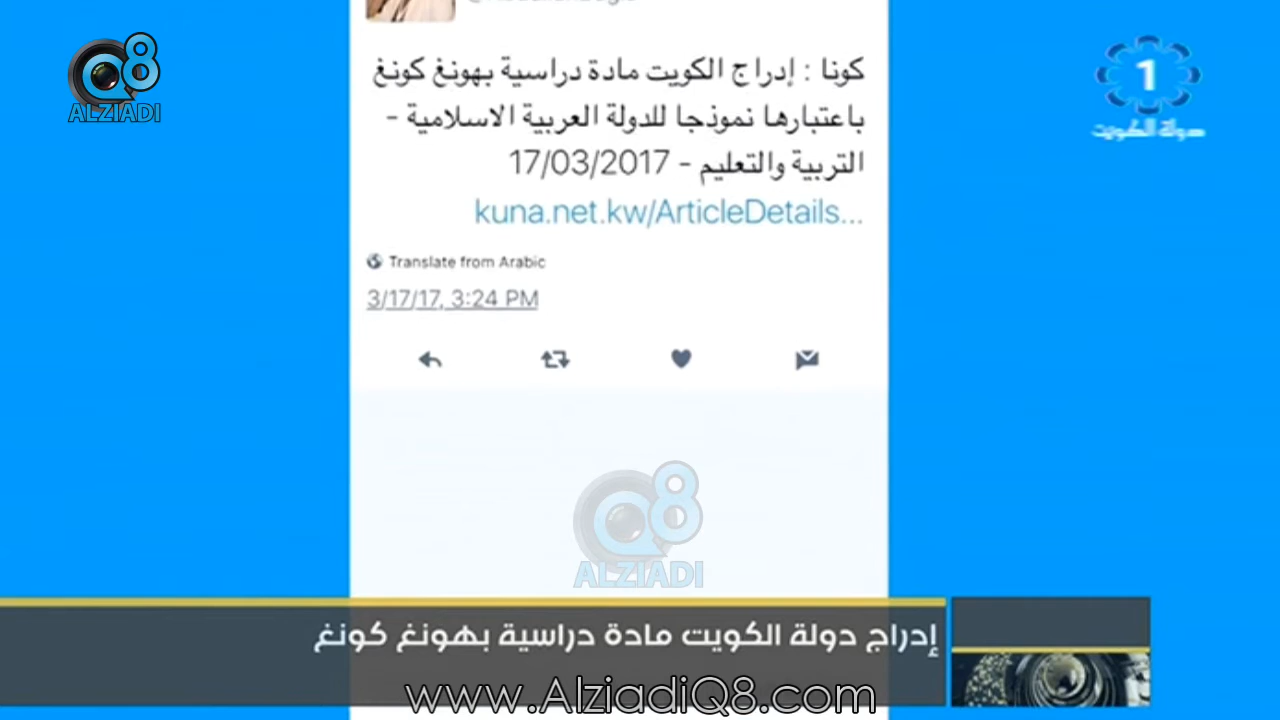 Q8
ALZIADI
1
دولة الكويت
كونا : إدراج الكويت مادة دراسية بهونغ كونغ
باعتبارها نموذجا للدولة العربية الاسلامية -
التربية والتعليم - 17/03/2017
kuna.net.kw/ArticleDetails...
Translate from Arabic
3/17/17, 3:24 PM
Q8
ALZIADI
إدراج دولة الكويت مادة دراسية بهونغ كونغ
www.AlziadiQ8.com